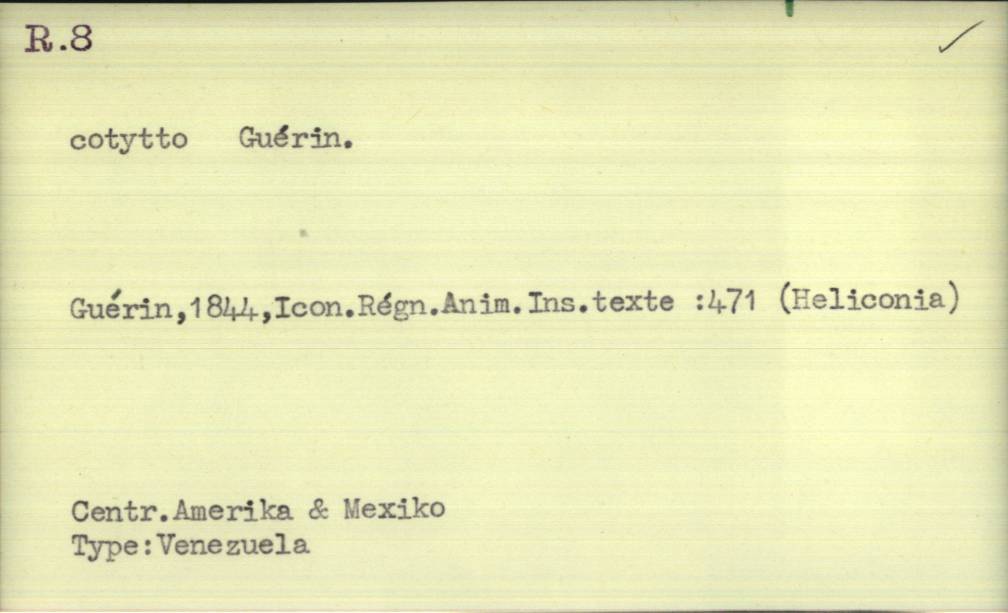 R.8
cotytto Guérin.
Guérin,1844,Icon.Régn.Anim.Ins.texte :471 (Heliconia)
Centr.Amerika & Mexiko
Type:Venezuela